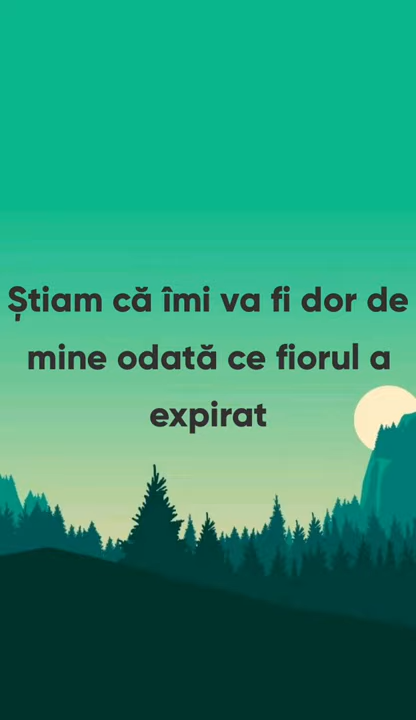 Știam că îmi va fi dor de
mine odată ce fiorul a
expirat